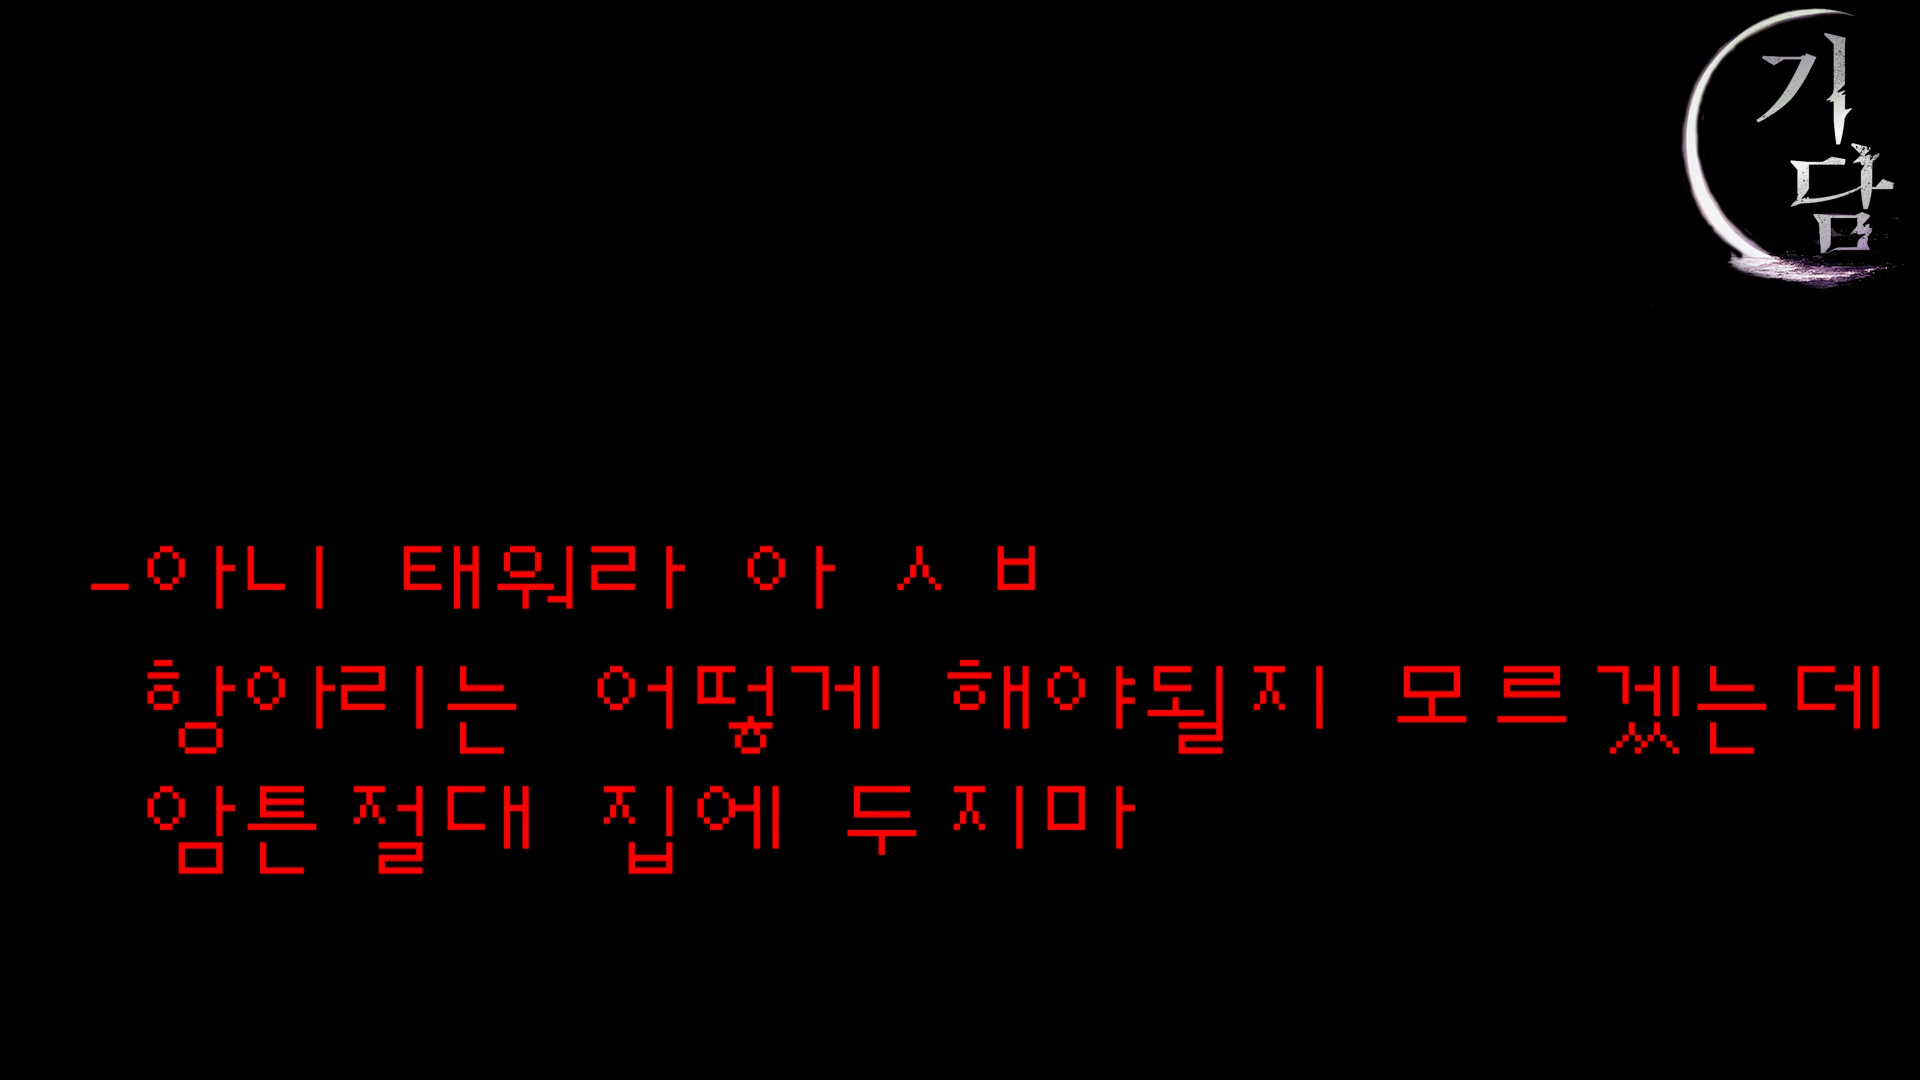 기담
-아니 태워라 아 ㅅ ㅂ
항아리는 어떻게 해야될지 모르겠는데
암튼절대 집에 두지마